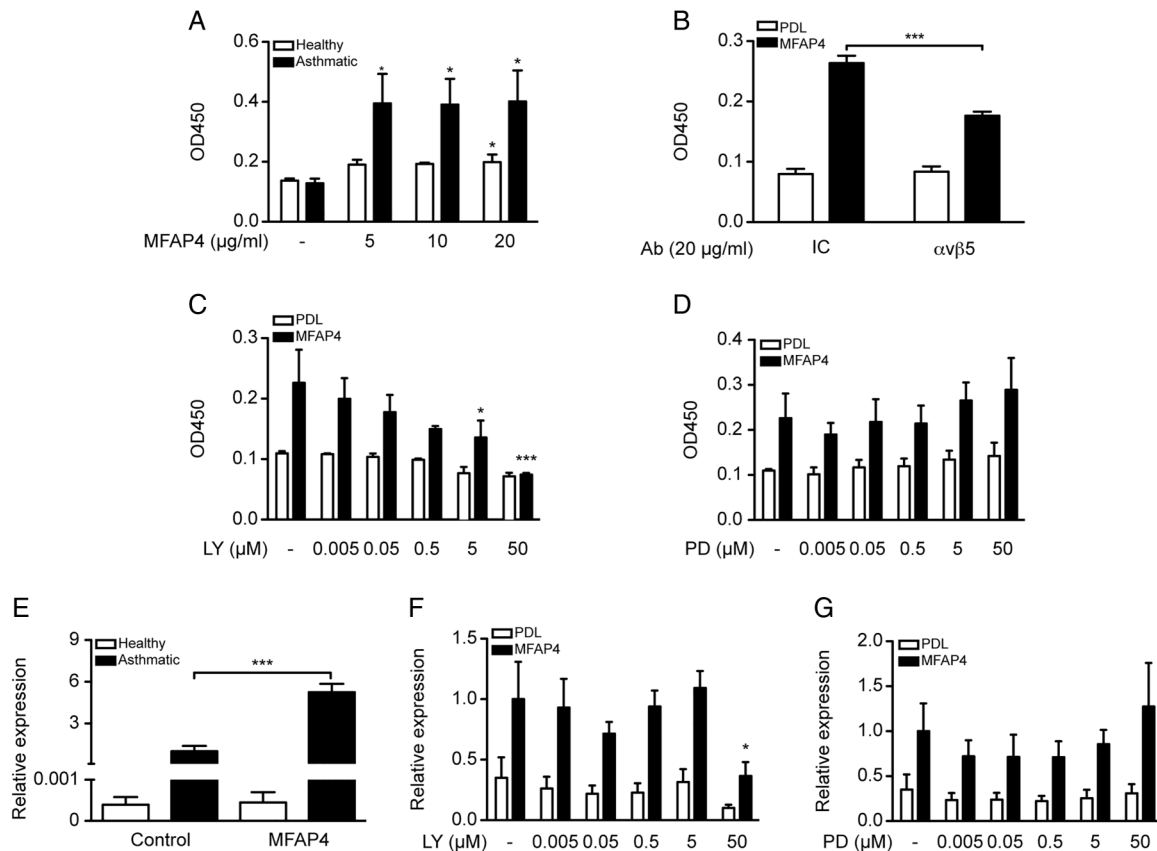 A
Healthy
Asthmatic
OD450
0.6
0.4
0.2
0.0
*
*
*
*
MFAP4 (µg/ml)
- 5 10 20
B
PDL
MFAP4
OD450
0.3
0.2
0.1
0.0
***
Ab (20 µg/ml)
IC αvβ5
C
PDL
MFAP4
OD450
0.3
0.2
0.1
0.0
*
***
LY (µM)
- 0.005 0.05 0.5 5 50
D
PDL
MFAP4
OD450
0.4
0.3
0.2
0.1
0.0
PD (µM)
- 0.005 0.05 0.5 5 50
E
Healthy
Asthmatic
Relative expression
9
6
3
0.001
0
***
Control MFAP4
F
PDL
MFAP4
Relative expression
1.5
1.0
0.5
0.0
*
LY (µM)
- 0.005 0.05 0.5 5 50
G
PDL
MFAP4
Relative expression
2.0
1.5
1.0
0.5
0.0
PD (µM)
- 0.005 0.05 0.5 5 50